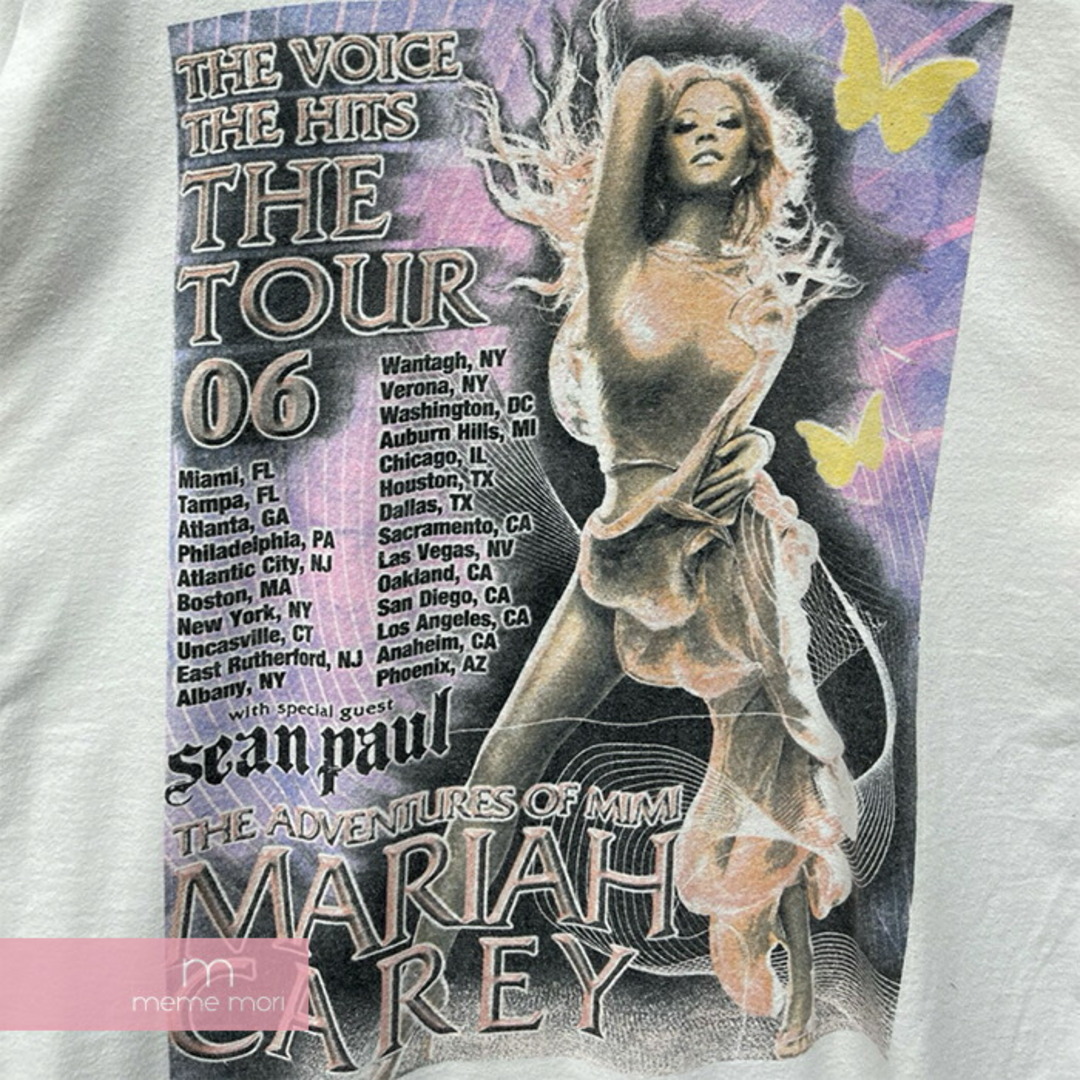 THE VOICE
THE HITS
THE
TOUR
06
Miami, FL
Tampa, FL
Atlanta, GA
Philadelphia, PA
Atlantic City, NJ
Boston, MA
New York, NY
Uncasville, CT
East Rutherford, NJ
Albany, NY
Wantagh, NY
Verona, NY
Washington, DC
Auburn Hills, MI
Chicago, IL
Houston, TX
Dallas, TX
Sacramento, CA
Las Vegas, NV
Oakland, CA
San Diego, CA
Los Angeles, CA
Anaheim, CA
Phoenix, AZ
with special guest
sean paul
THE ADVENTURES OF MIMI
MARIAH
CAREY
m
meme mori